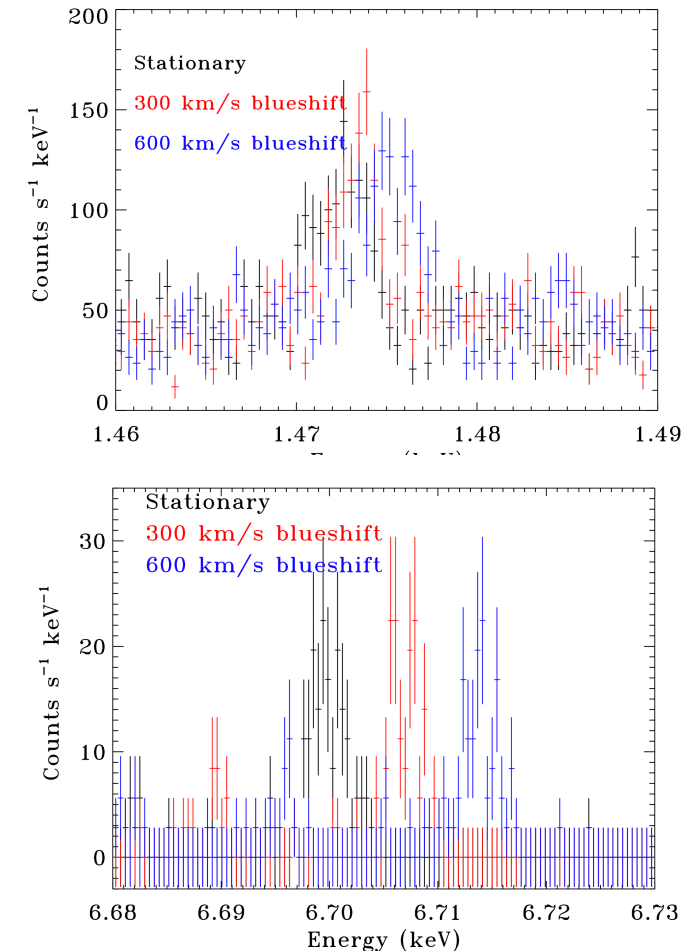 200
Stationary
300 km/s blueshift
600 km/s blueshift
150
100
50
0
Counts s⁻¹ keV⁻¹
1.46 1.47 1.48 1.49
Stationary
300 km/s blueshift
600 km/s blueshift
30
20
10
0
Counts s⁻¹ keV⁻¹
6.68 6.69 6.70 6.71 6.72 6.73
Energy (keV)